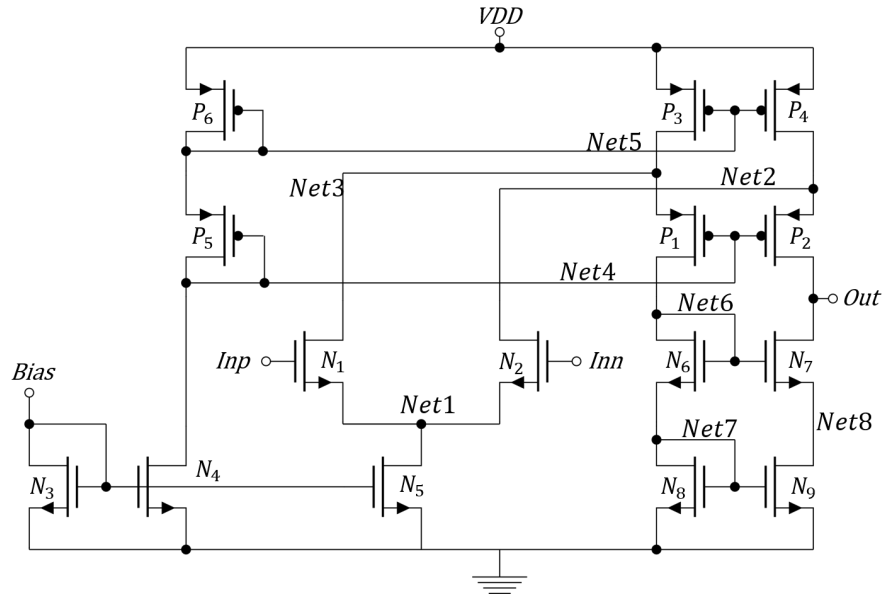 VDD
P6
P3
P4
Net5
Net3
Net2
P5
P1
P2
Net4
Net6
Out
Inp
N1
N2
Inn
N6
N7
Bias
Net1
Net7
Net8
N3
N4
N5
N8
N9